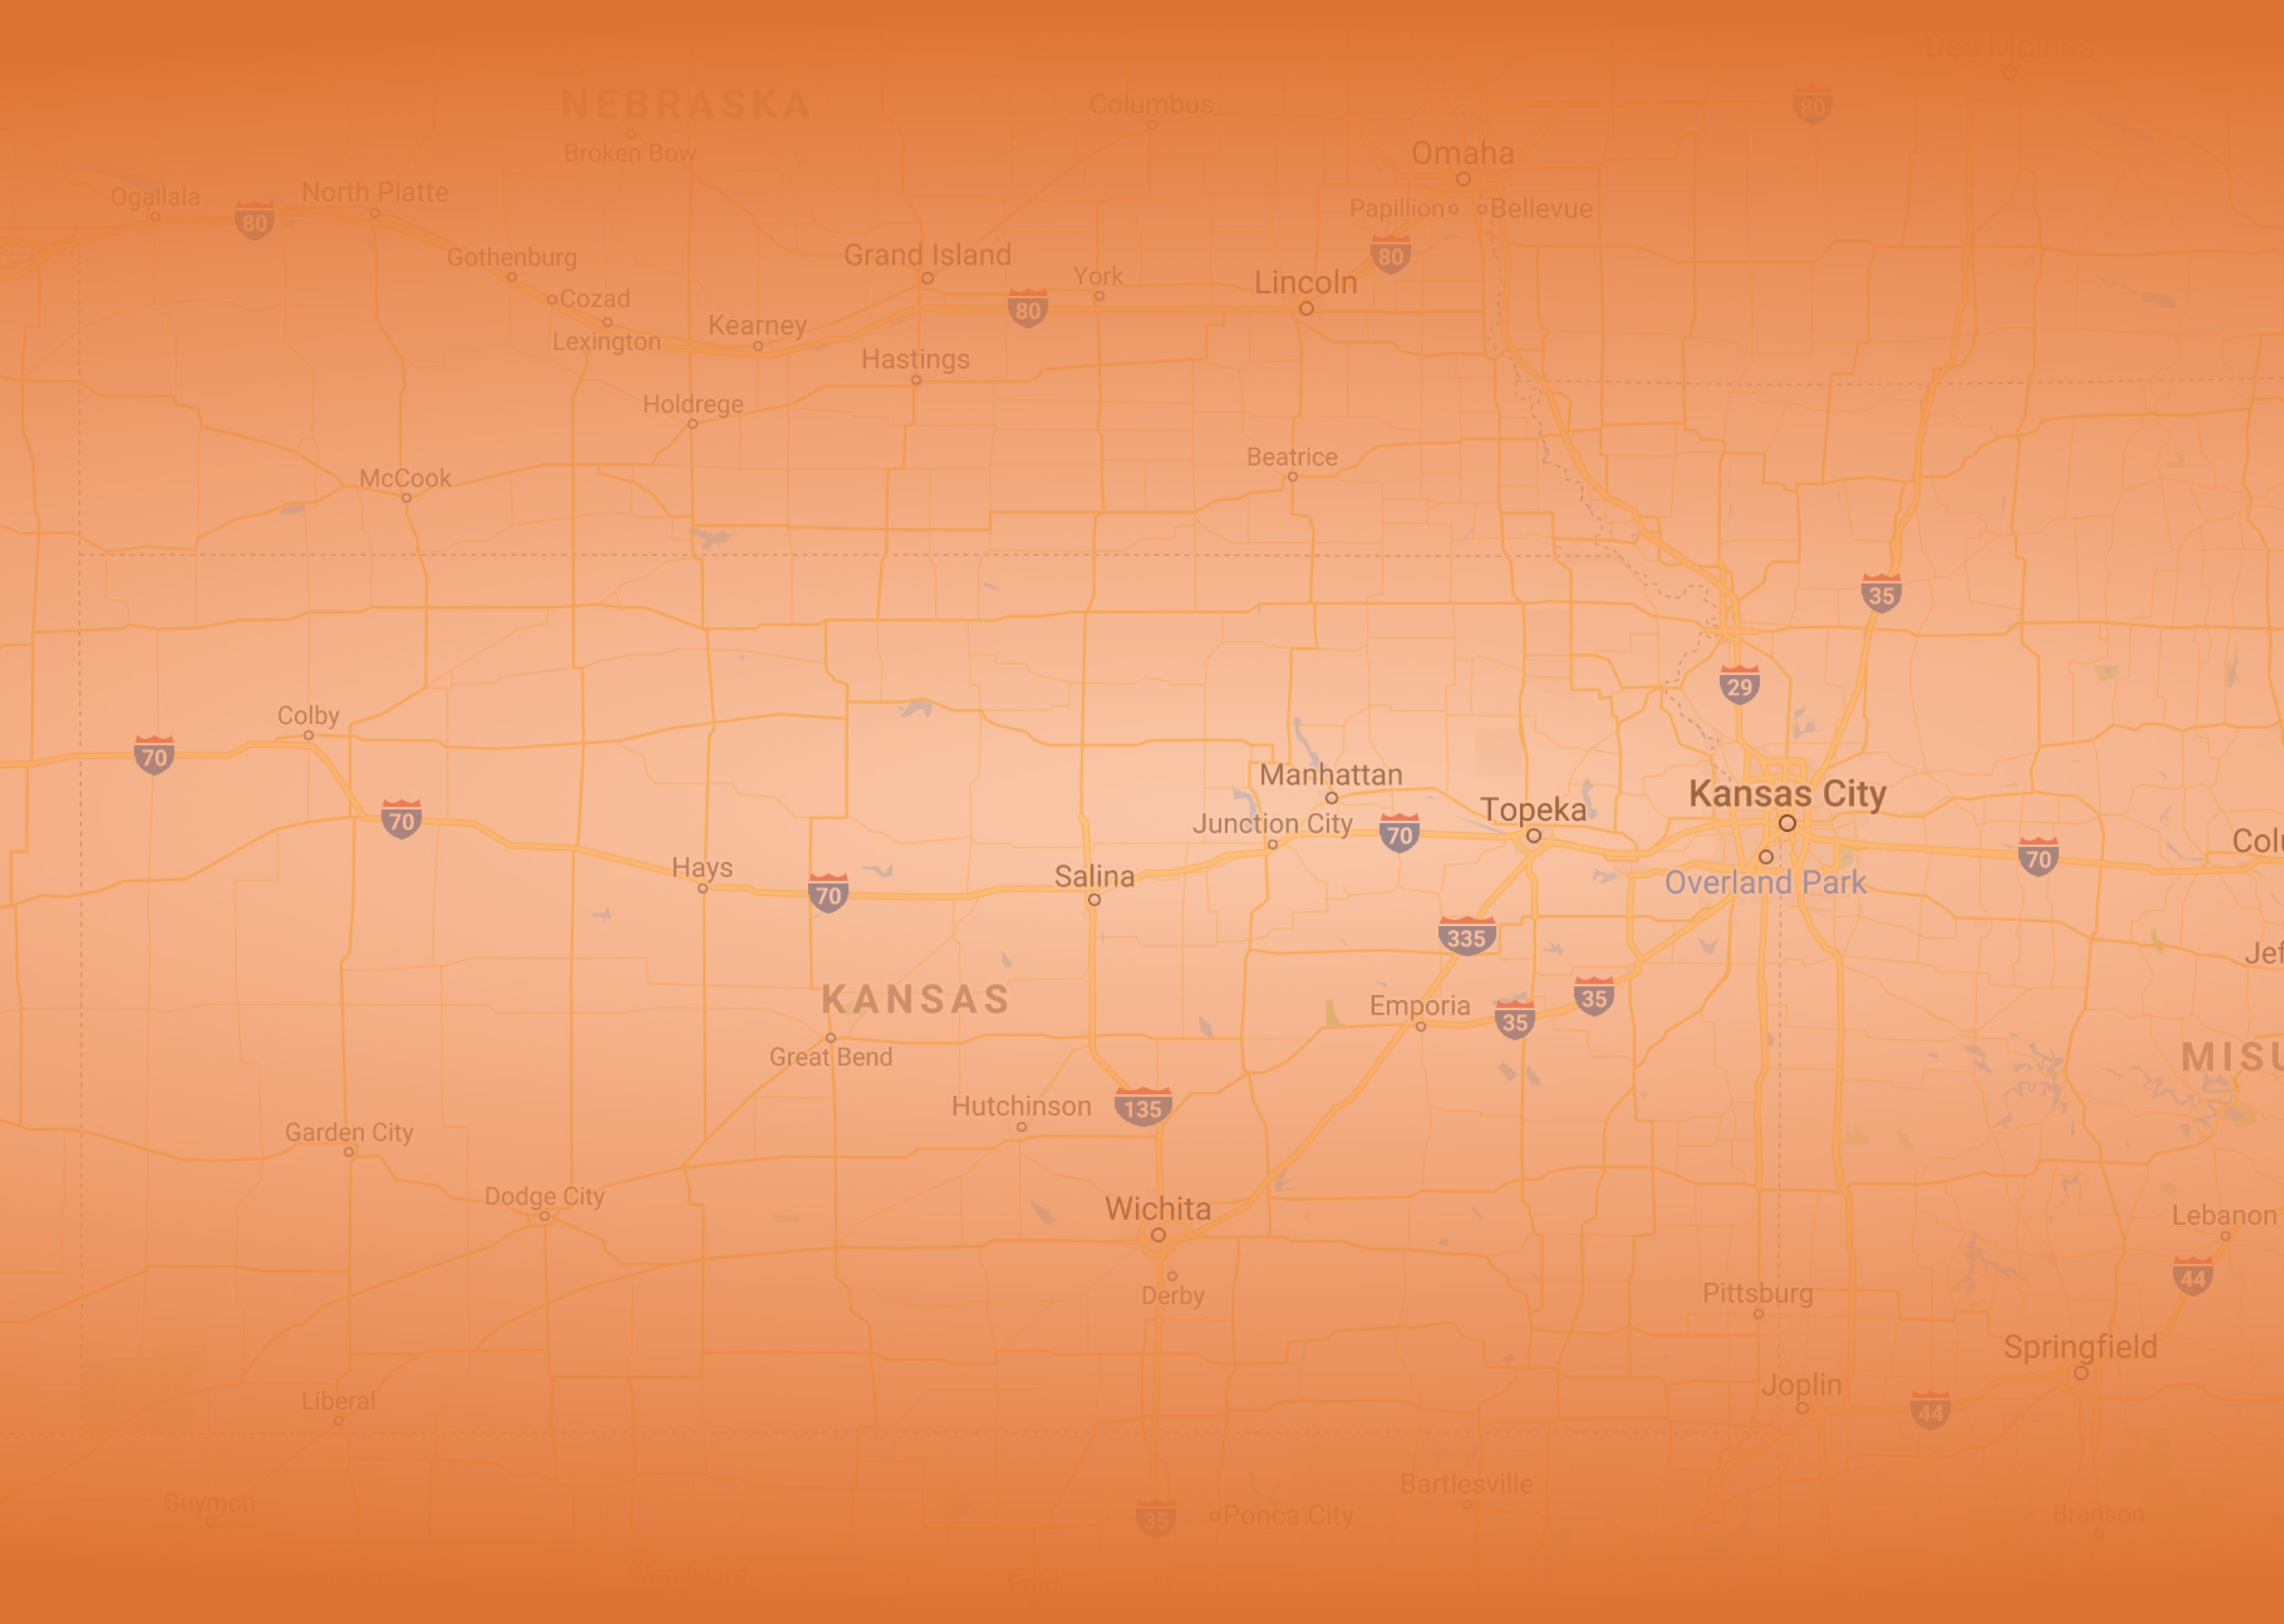 Des Moines
NEBRASKA
Columbus
80
Broken Bow
Omaha
Ogallala
North Platte
80
Papillion
Bellevue
Gothenburg
Grand Island
80
York
Lincoln
Cozad
80
Kearney
Lexington
Hastings
Holdrege
Beatrice
McCook
35
29
Colby
70
Manhattan
Kansas City
70
Topeka
Junction City
70
Colu
70
Hays
Salina
Overland Park
70
335
Jef
KANSAS
35
Emporia
35
Great Bend
MISU
Hutchinson
135
Garden City
Dodge City
Wichita
Lebanon
44
Derby
Pittsburg
Springfield
Joplin
Liberal
44
Bartlesville
Guymon
35
Ponca City
Branson
Woodward
Enid